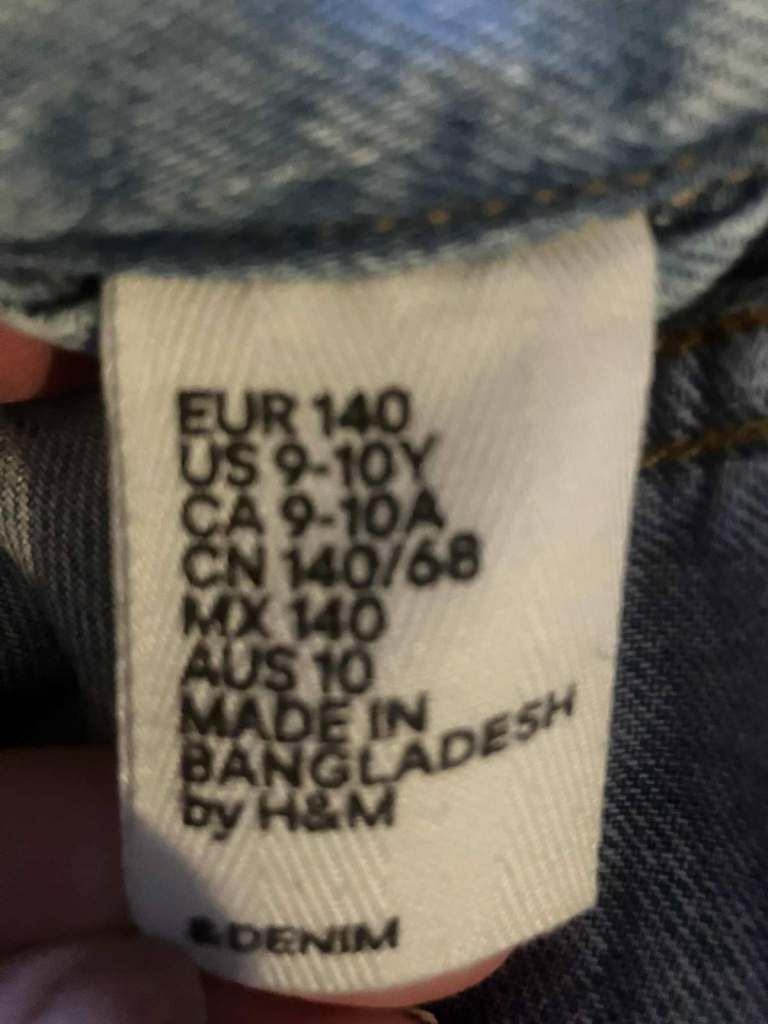 EUR 140
US 9-10Y
CA 9-10A
CN 140/68
MX 140
AUS 10
MADE IN
BANGLADESH
by H&M
&DENIM